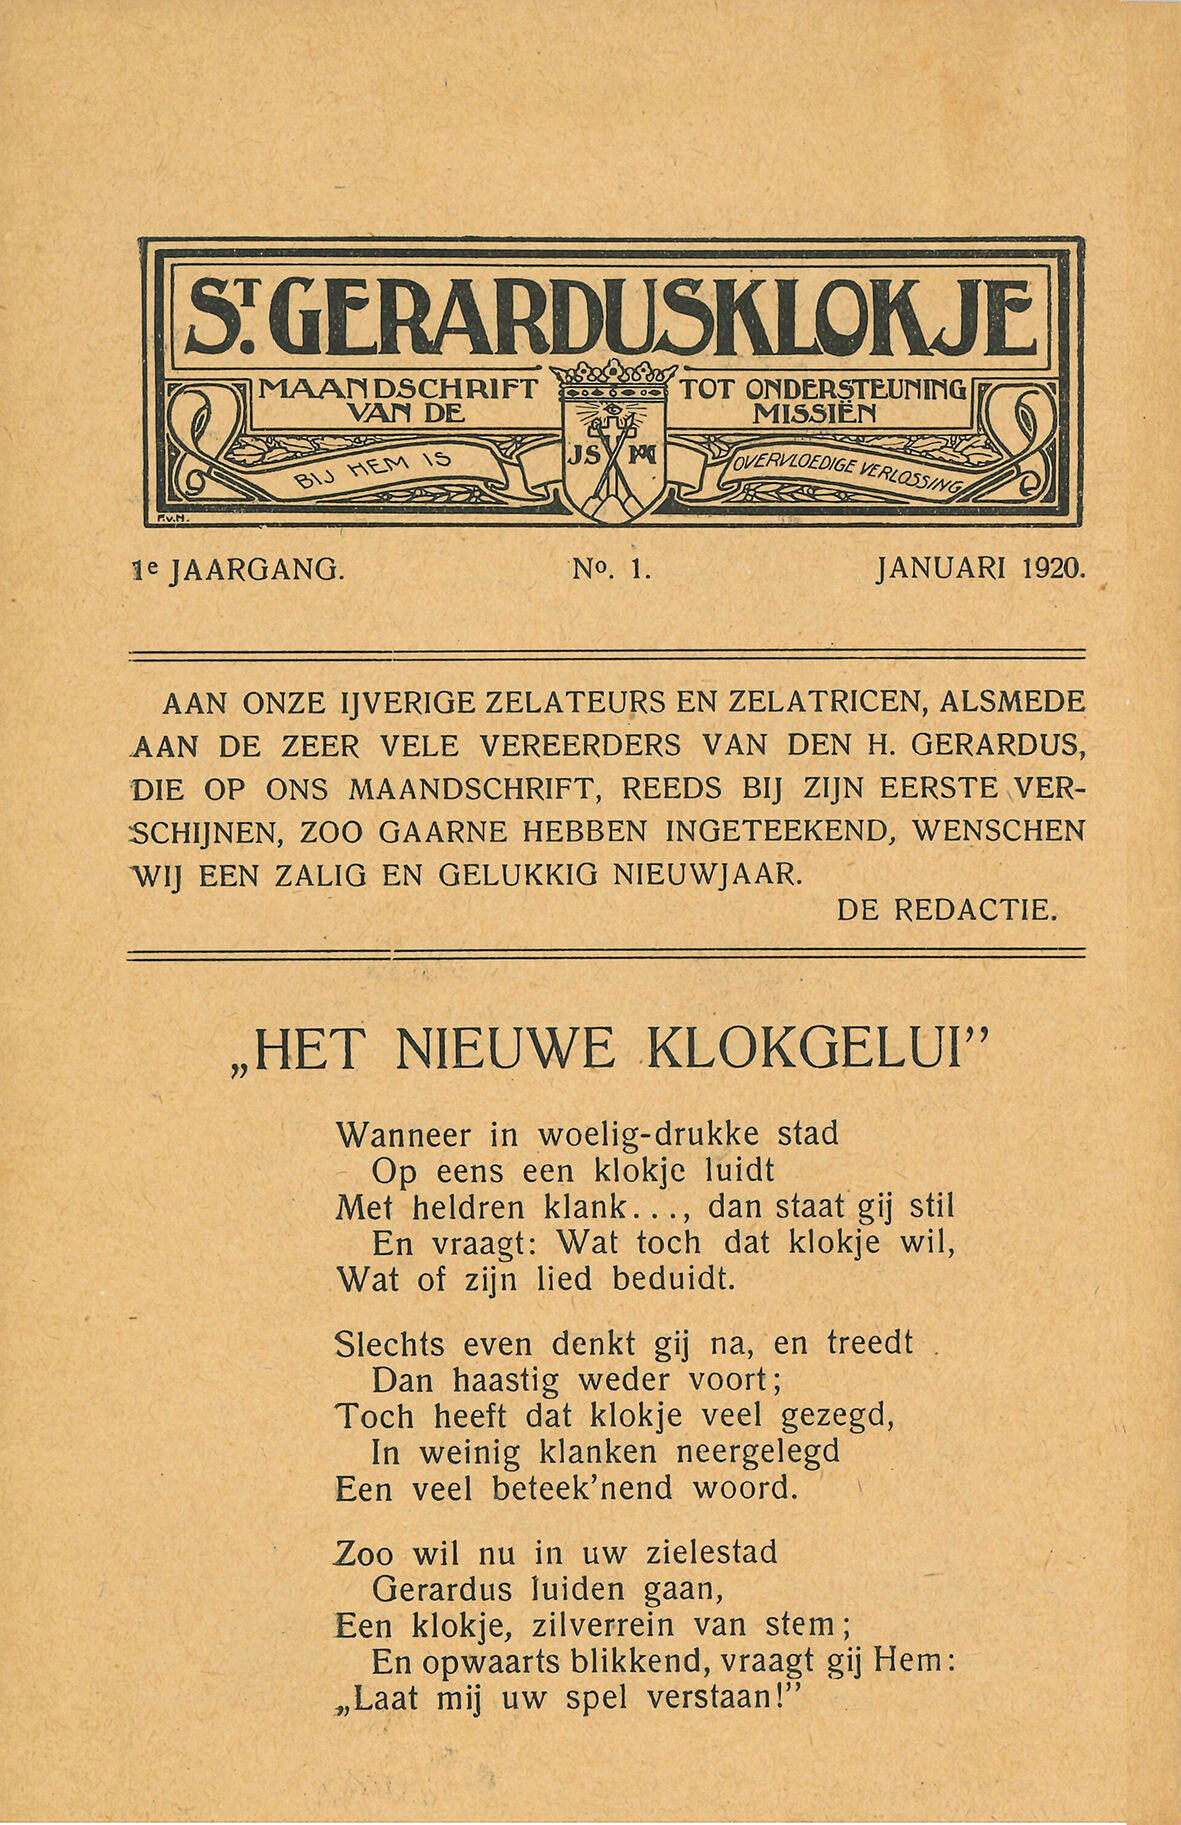 ST. GERARDUSKLOKJE
MAANDSCHRIFT TOT ONDERSTEUNING
VAN DE MISSIËN
JS MA
BIJ HEM IS OVERVLOEDIGE VERLOSSING
F.v.H.
1e JAARGANG. No. 1. JANUARI 1920.
AAN ONZE IJVERIGE ZELATEURS EN ZELATRICEN, ALSMEDE
AAN DE ZEER VELE VEREERDERS VAN DEN H. GERARDUS,
DIE OP ONS MAANDSCHRIFT, REEDS BIJ ZIJN EERSTE VER-
SCHIJNEN, ZOO GAARNE HEBBEN INGETEEKEND, WENSCHEN
WIJ EEN ZALIG EN GELUKKIG NIEUWJAAR.
DE REDACTIE.
„HET NIEUWE KLOKGELUI”
Wanneer in woelig-drukke stad
Op eens een klokje luidt
Met heldren klank..., dan staat gij stil
En vraagt: Wat toch dat klokje wil,
Wat of zijn lied beduidt.
Slechts even denkt gij na, en treedt
Dan haastig weder voort;
Toch heeft dat klokje veel gezegd,
In weinig klanken neergelegd
Een veel beteek’nend woord.
Zoo wil nu in uw zielestad
Gerardus luiden gaan,
Een klokje, zilverrein van stem;
En opwaarts blikkend, vraagt gij Hem:
„Laat mij uw spel verstaan!”